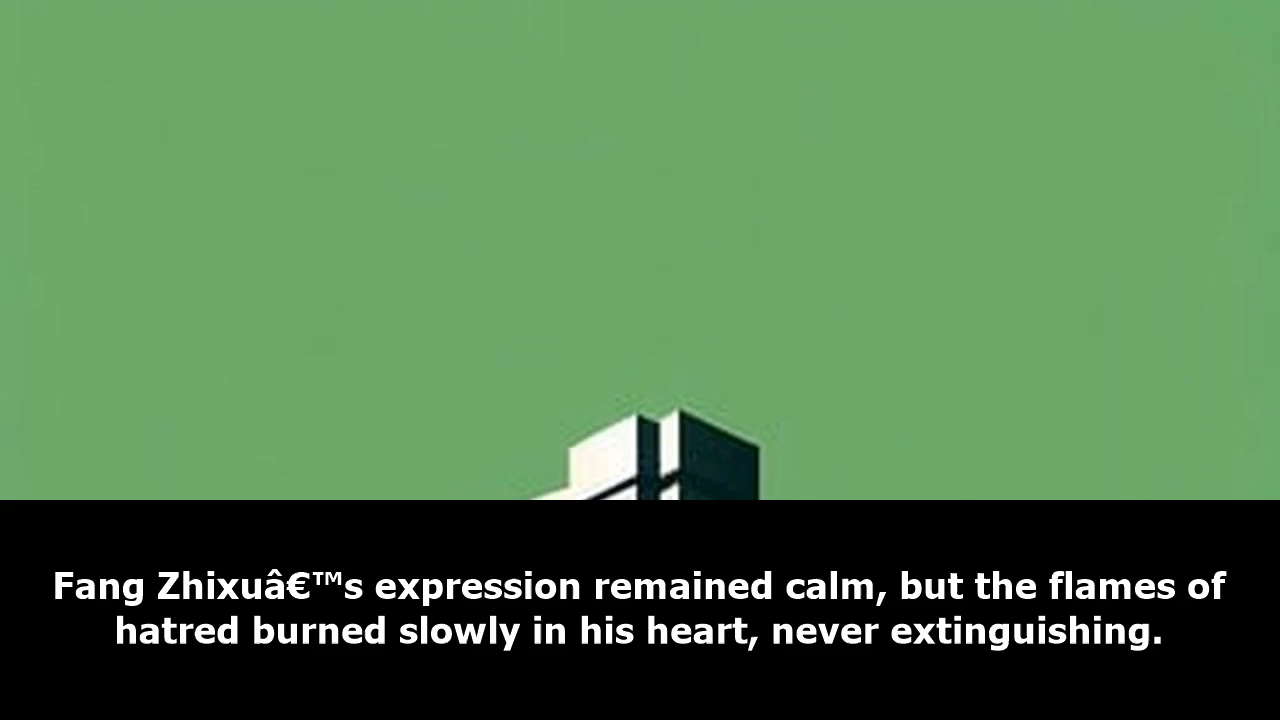 Fang Zhixuâ€™s expression remained calm, but the flames of
hatred burned slowly in his heart, never extinguishing.